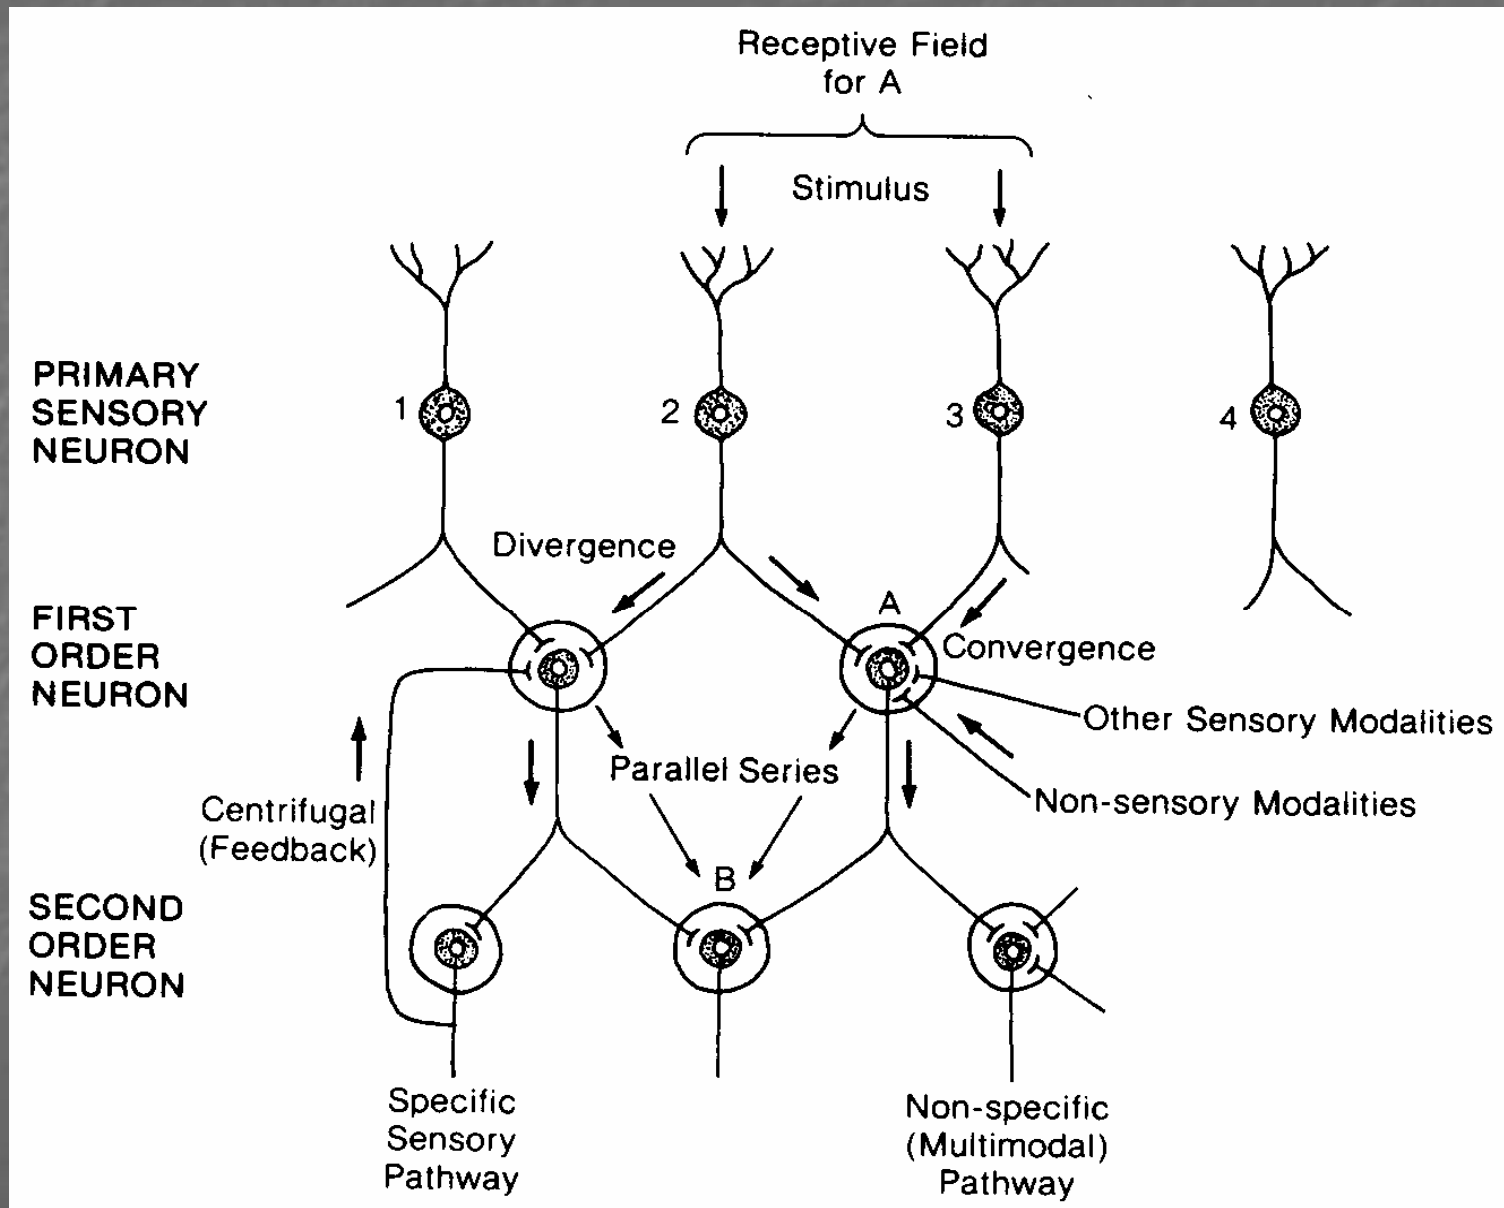 Receptive Field
for A
Stimulus
PRIMARY
SENSORY
NEURON
1
2
3
4
Divergence
FIRST
ORDER
NEURON
A
Convergence
Other Sensory Modalities
Parallel Series
Non-sensory Modalities
Centrifugal
(Feedback)
B
SECOND
ORDER
NEURON
Specific
Sensory
Pathway
Non-specific
(Multimodal)
Pathway